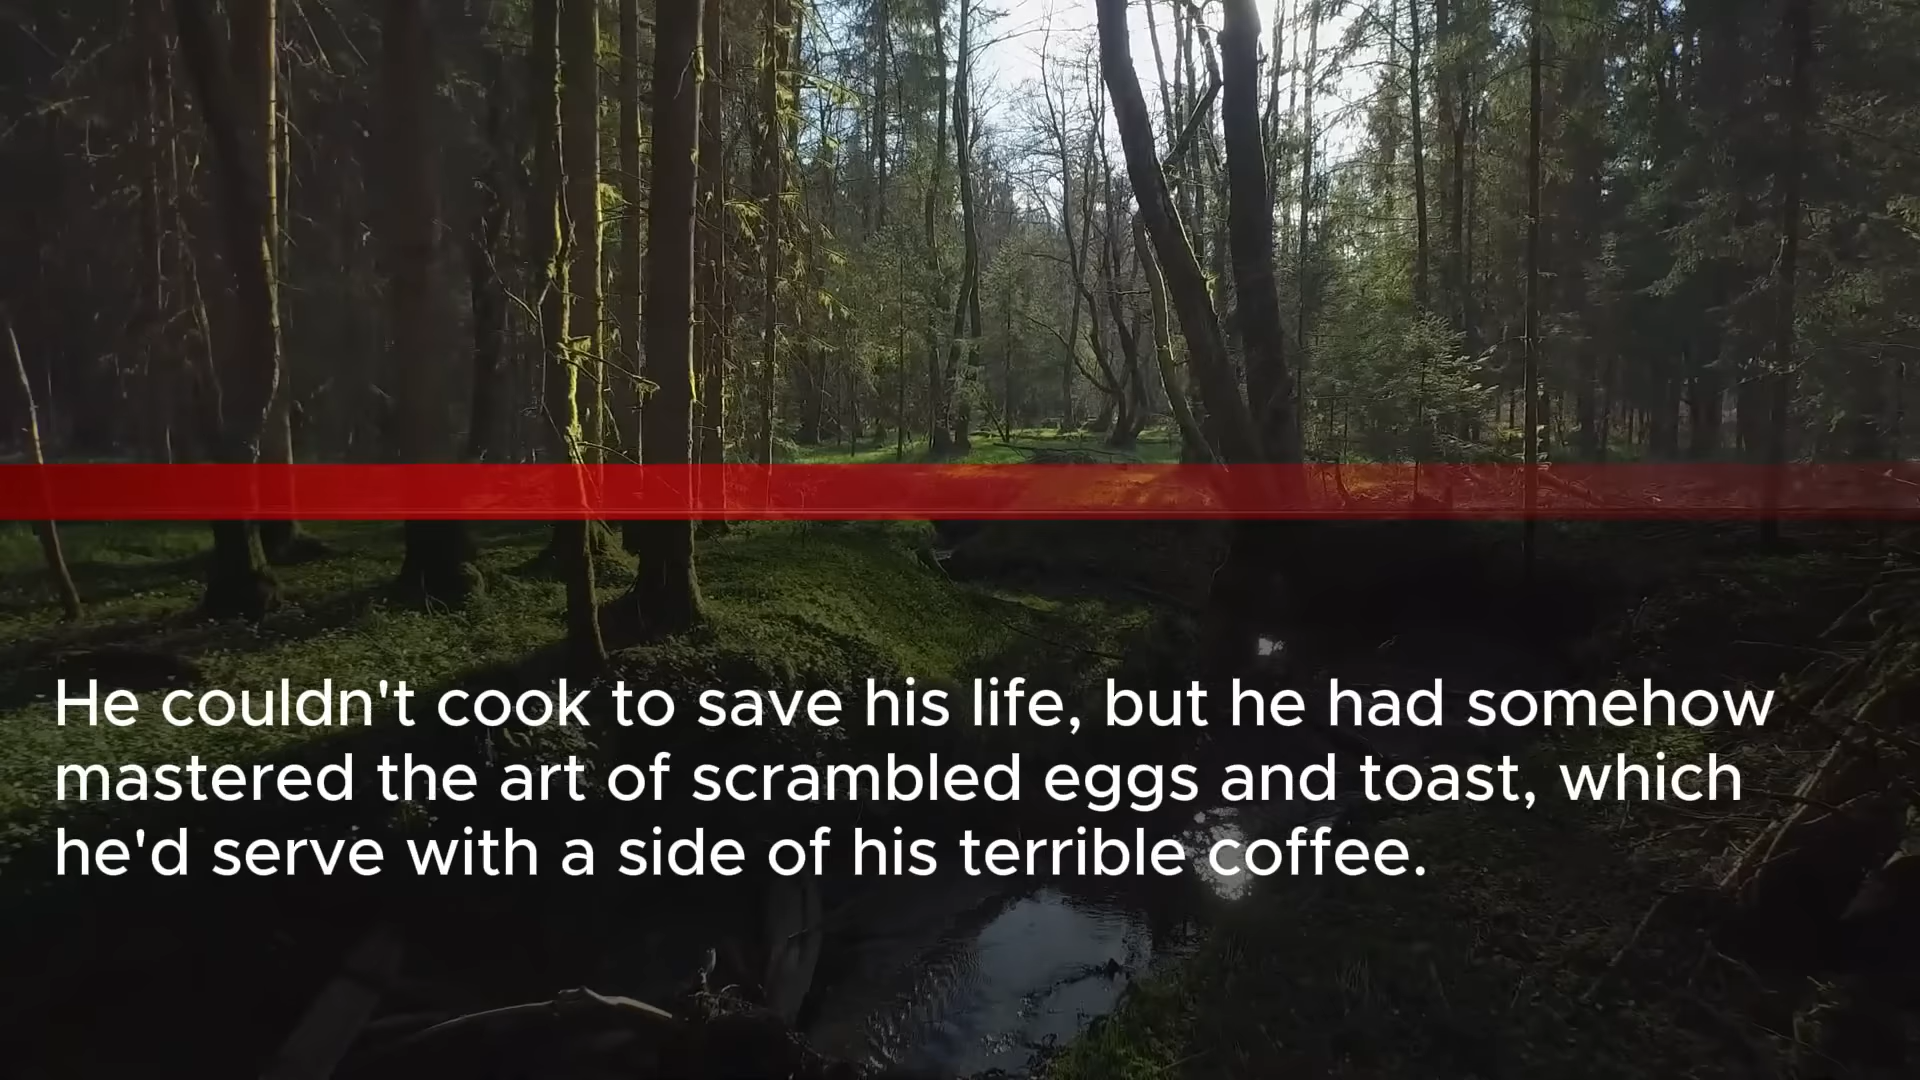 He couldn't cook to save his life, but he had somehow
mastered the art of scrambled eggs and toast, which
he'd serve with a side of his terrible coffee.